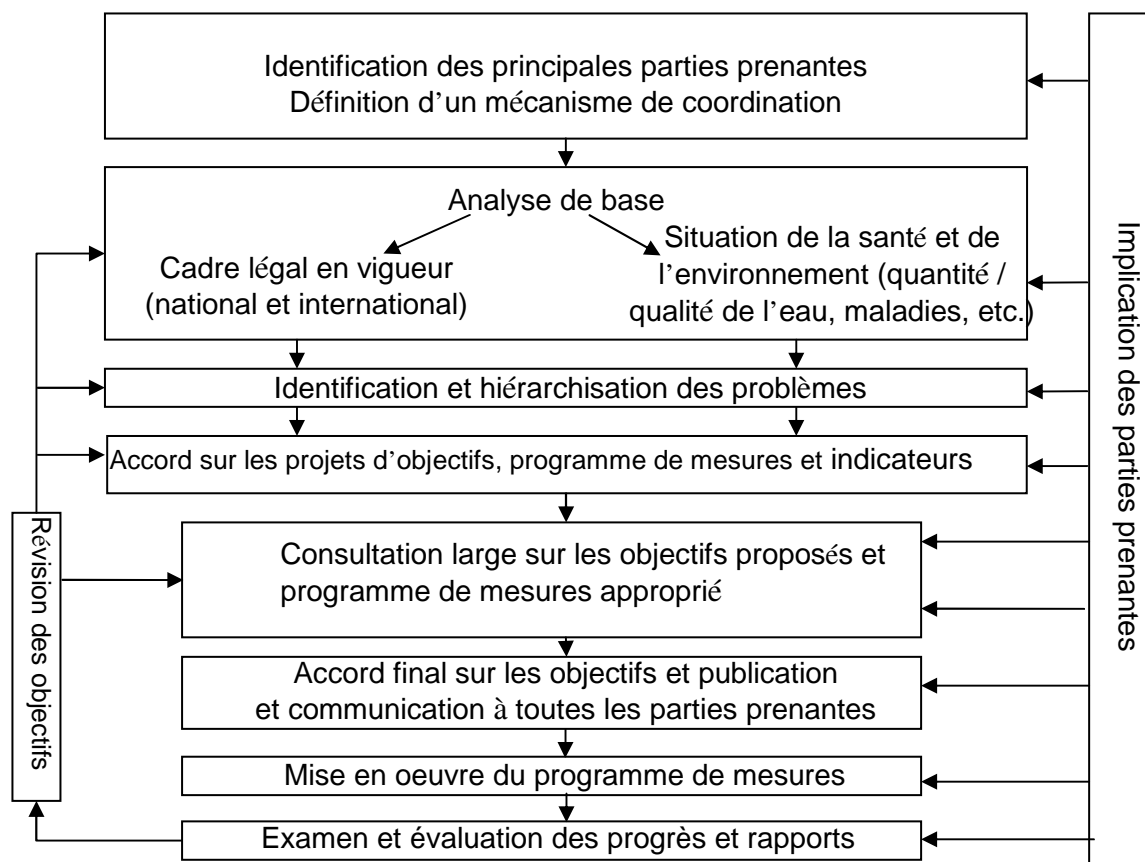 Identification des principales parties prenantes
Définition d'un mécanisme de coordination
Analyse de base
Cadre légal en vigueur
(national et international)
Situation de la santé et de
l'environnement (quantité /
qualité de l'eau, maladies, etc.)
Identification et hiérarchisation des problèmes
Accord sur les projets d'objectifs, programme de mesures et indicateurs
Consultation large sur les objectifs proposés et
programme de mesures approprié
Accord final sur les objectifs et publication
et communication à toutes les parties prenantes
Mise en oeuvre du programme de mesures
Examen et évaluation des progrès et rapports
Révision des objectifs
Implication des parties prenantes